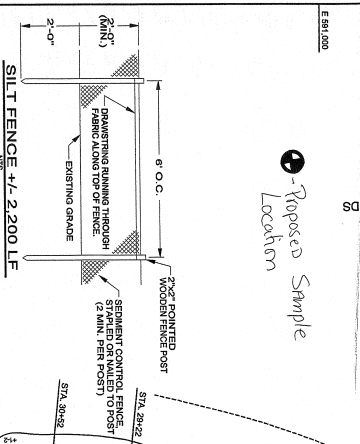 E 591,000
DS
- Proposed Sample
Location
2'-0"
(MIN.)
2'-0"
6' O.C.
DRAWSTRING RUNNING THROUGH
FABRIC ALONG TOP OF FENCE.
EXISTING GRADE
2"x2" POINTED
WOODEN FENCE POST
SEDIMENT CONTROL FENCE,
STAPLED OR NAILED TO POST
(2 MIN. PER POST)
SILT FENCE +/- 2,200 LF
NTS
STA. 29+22
STA. 30+52